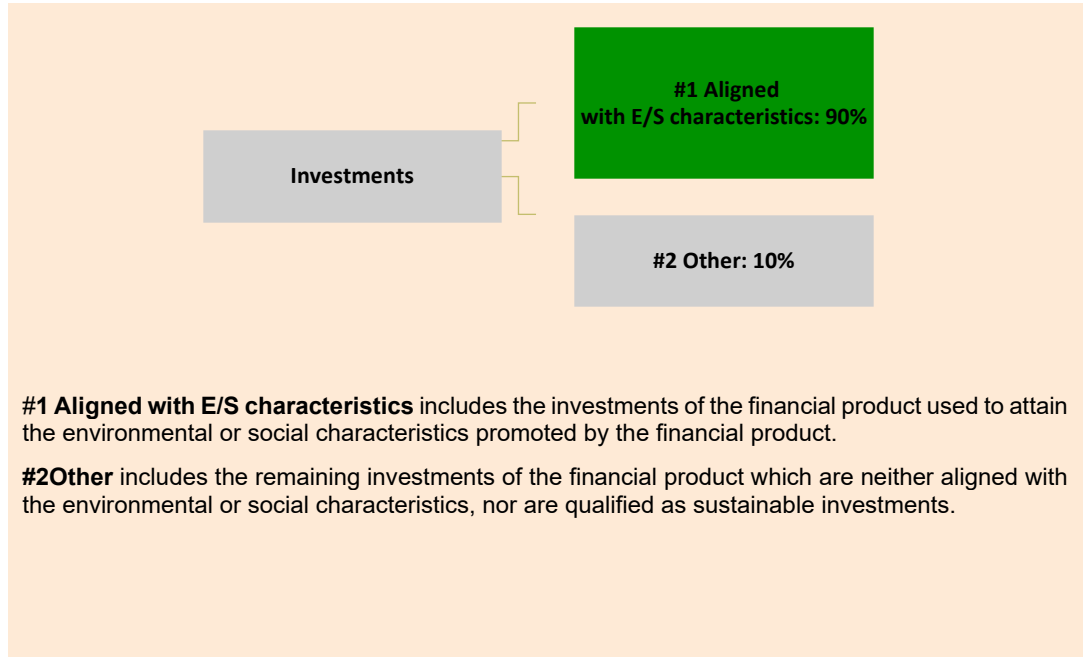 #1 Aligned
with E/S characteristics: 90%
Investments
#2 Other: 10%
#1 Aligned with E/S characteristics includes the investments of the financial product used to attain
the environmental or social characteristics promoted by the financial product.
#2Other includes the remaining investments of the financial product which are neither aligned with
the environmental or social characteristics, nor are qualified as sustainable investments.